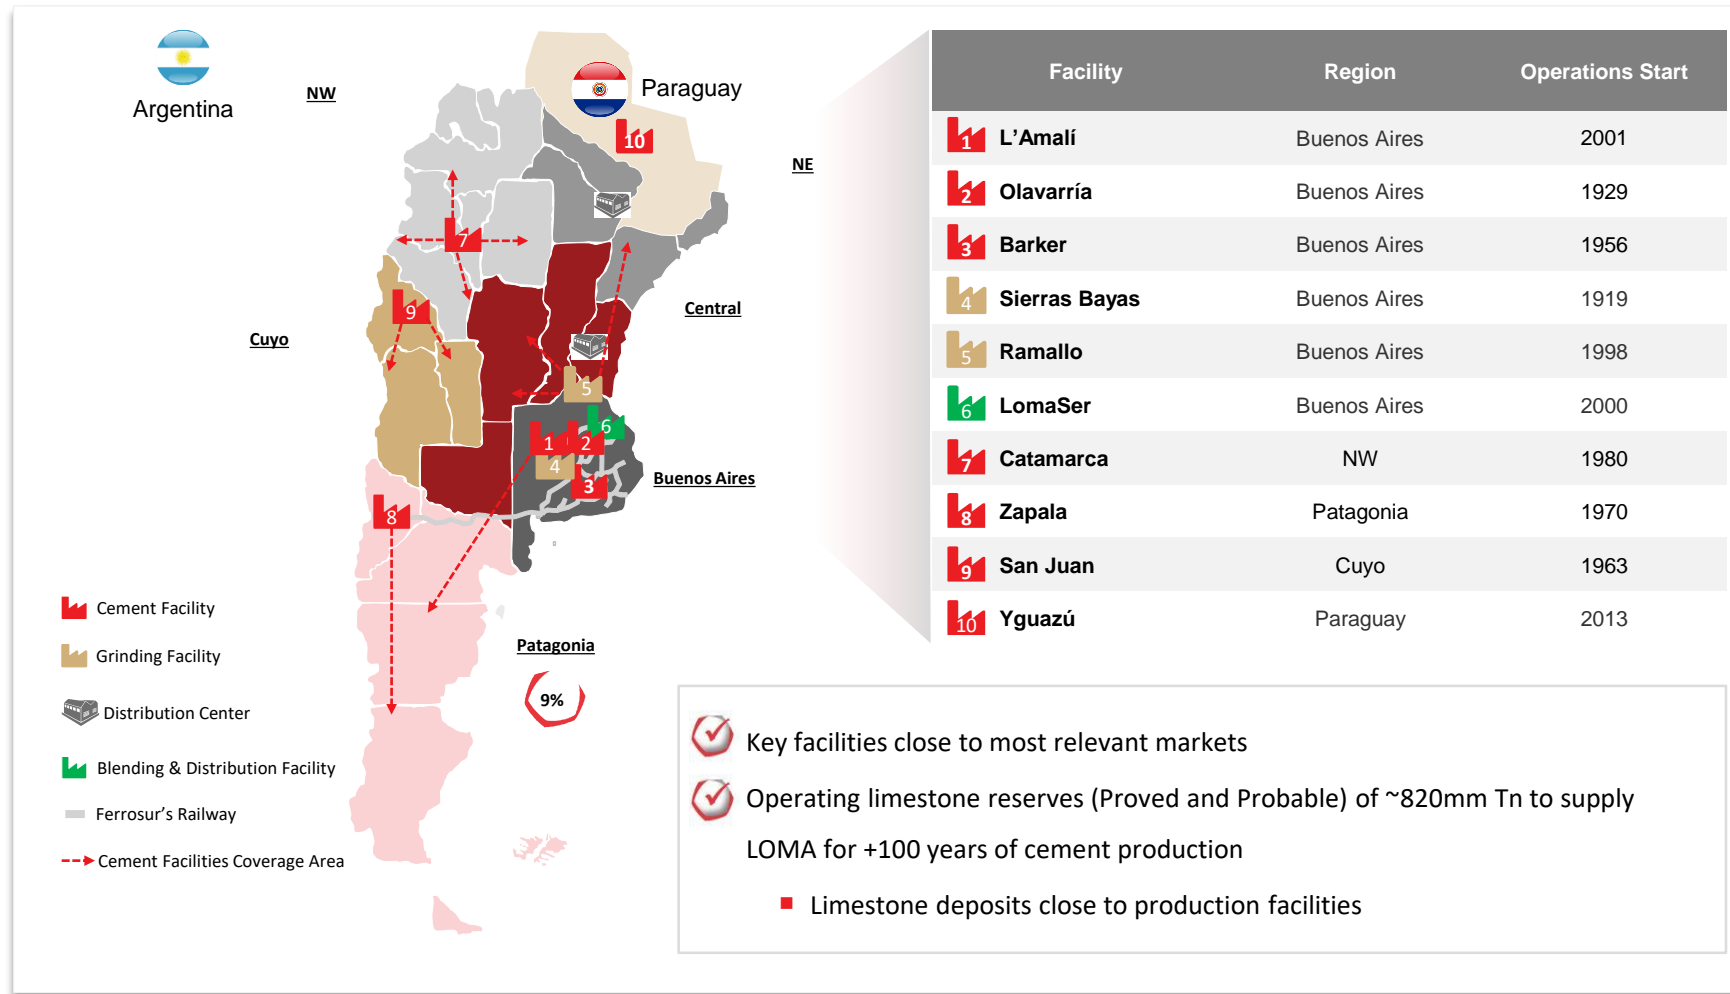 Argentina
NW
Paraguay
10
NE
7
9
Central
Cuyo
5
6
1
2
4
3
Buenos Aires
8
Patagonia
9%
Cement Facility
Grinding Facility
Distribution Center
Blending & Distribution Facility
Ferrosur's Railway
Cement Facilities Coverage Area
Facility Region Operations Start
1 L'Amalí Buenos Aires 2001
2 Olavarría Buenos Aires 1929
3 Barker Buenos Aires 1956
4 Sierras Bayas Buenos Aires 1919
5 Ramallo Buenos Aires 1998
6 LomaSer Buenos Aires 2000
7 Catamarca NW 1980
8 Zapala Patagonia 1970
9 San Juan Cuyo 1963
10 Yguazú Paraguay 2013
Key facilities close to most relevant markets
Operating limestone reserves (Proved and Probable) of ~820mm Tn to supply
LOMA for +100 years of cement production
Limestone deposits close to production facilities